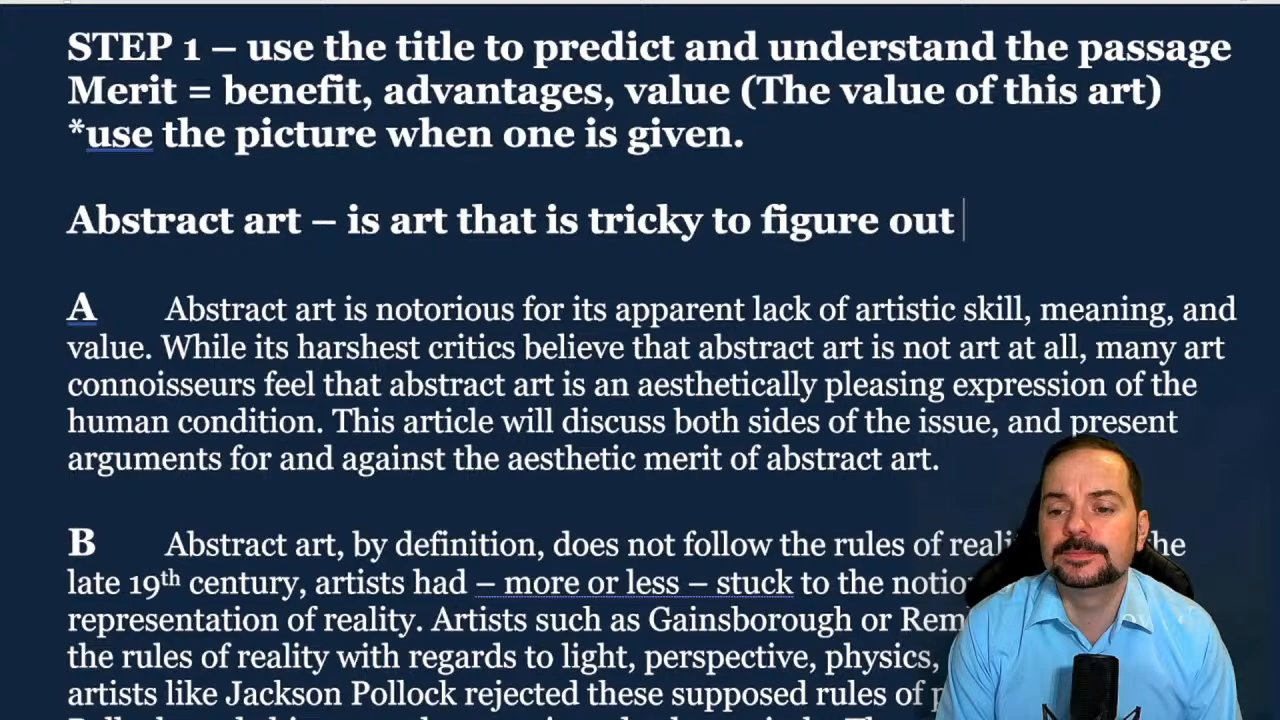 STEP 1 – use the title to predict and understand the passage
Merit = benefit, advantages, value (The value of this art)
*use the picture when one is given.
Abstract art – is art that is tricky to figure out
A Abstract art is notorious for its apparent lack of artistic skill, meaning, and
value. While its harshest critics believe that abstract art is not art at all, many art
connoisseurs feel that abstract art is an aesthetically pleasing expression of the
human condition. This article will discuss both sides of the issue, and present
arguments for and against the aesthetic merit of abstract art.
B Abstract art, by definition, does not follow the rules of he
late 19th century, artists had – more or less – stuck to the
representation of reality. Artists such as Gainsborough or
the rules of reality with regards to light, perspective, physics,
artists like Jackson Pollock rejected these supposed rules of